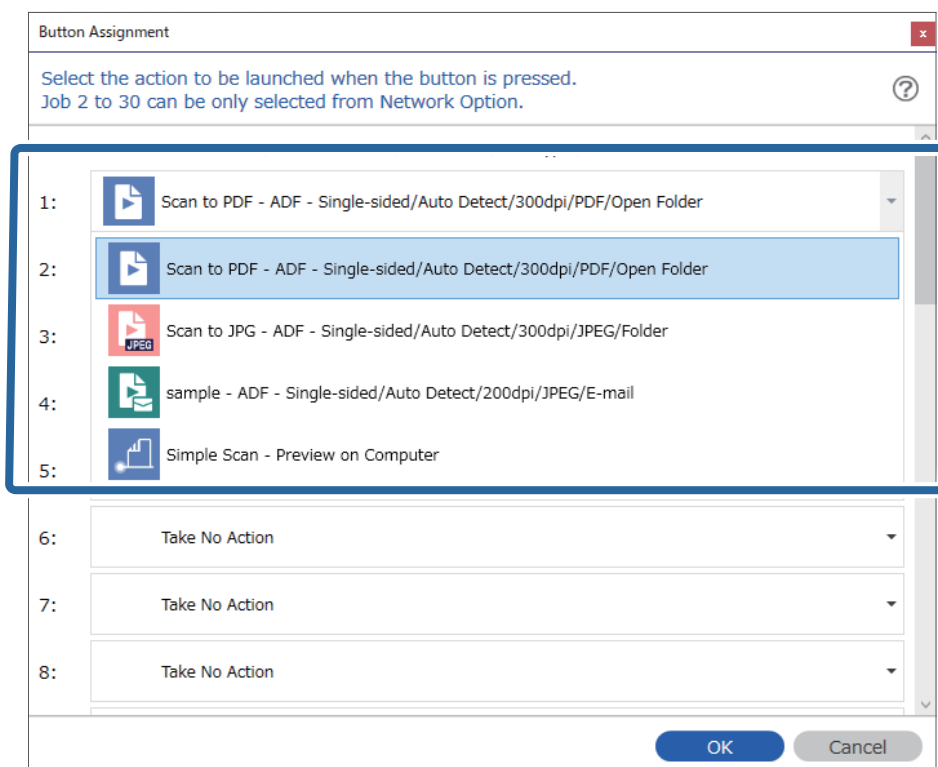 Button Assignment
x
Select the action to be launched when the button is pressed.
Job 2 to 30 can be only selected from Network Option.
?
1:
Scan to PDF - ADF - Single-sided/Auto Detect/300dpi/PDF/Open Folder
2:
Scan to PDF - ADF - Single-sided/Auto Detect/300dpi/PDF/Open Folder
3:
JPEG
Scan to JPG - ADF - Single-sided/Auto Detect/300dpi/JPEG/Folder
4:
sample - ADF - Single-sided/Auto Detect/200dpi/JPEG/E-mail
5:
Simple Scan - Preview on Computer
6:
Take No Action
7:
Take No Action
8:
Take No Action
OK
Cancel